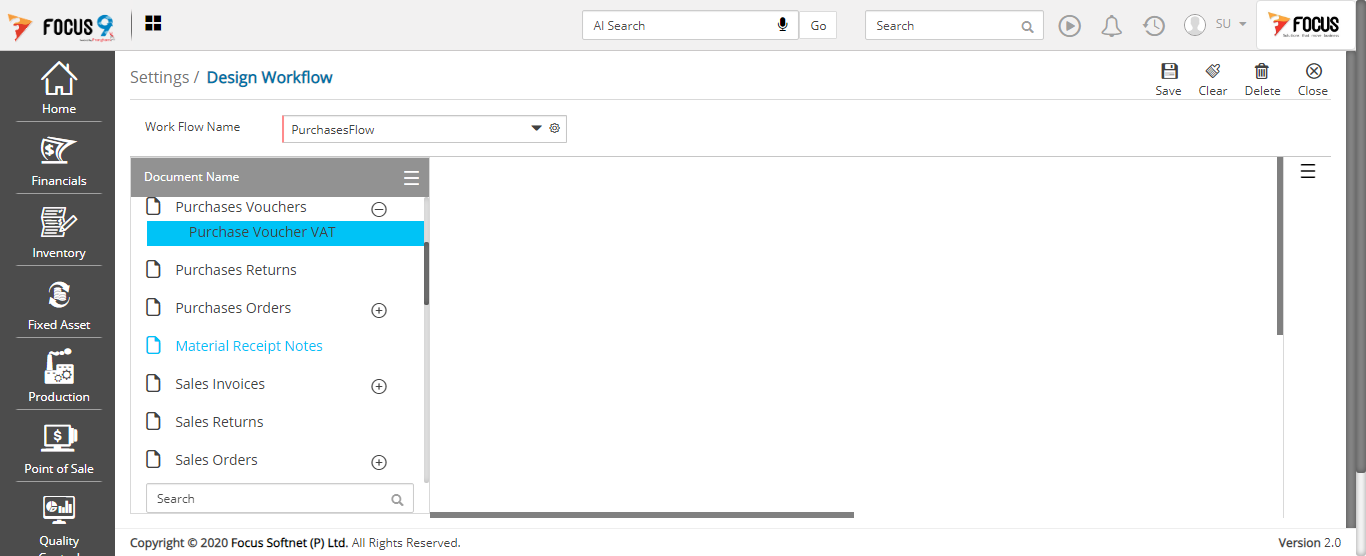 FOCUS 9
AI Search
Go
Search
SU
FOCUS
Settings / Design Workflow
Save
Clear
Delete
Close
Home
Financials
Inventory
Fixed Asset
Production
Point of Sale
Quality
Work Flow Name
PurchasesFlow
Document Name
Purchases Vouchers
Purchase Voucher VAT
Purchases Returns
Purchases Orders
Material Receipt Notes
Sales Invoices
Sales Returns
Sales Orders
Search
Copyright © 2020 Focus Softnet (P) Ltd. All Rights Reserved.
Version 2.0